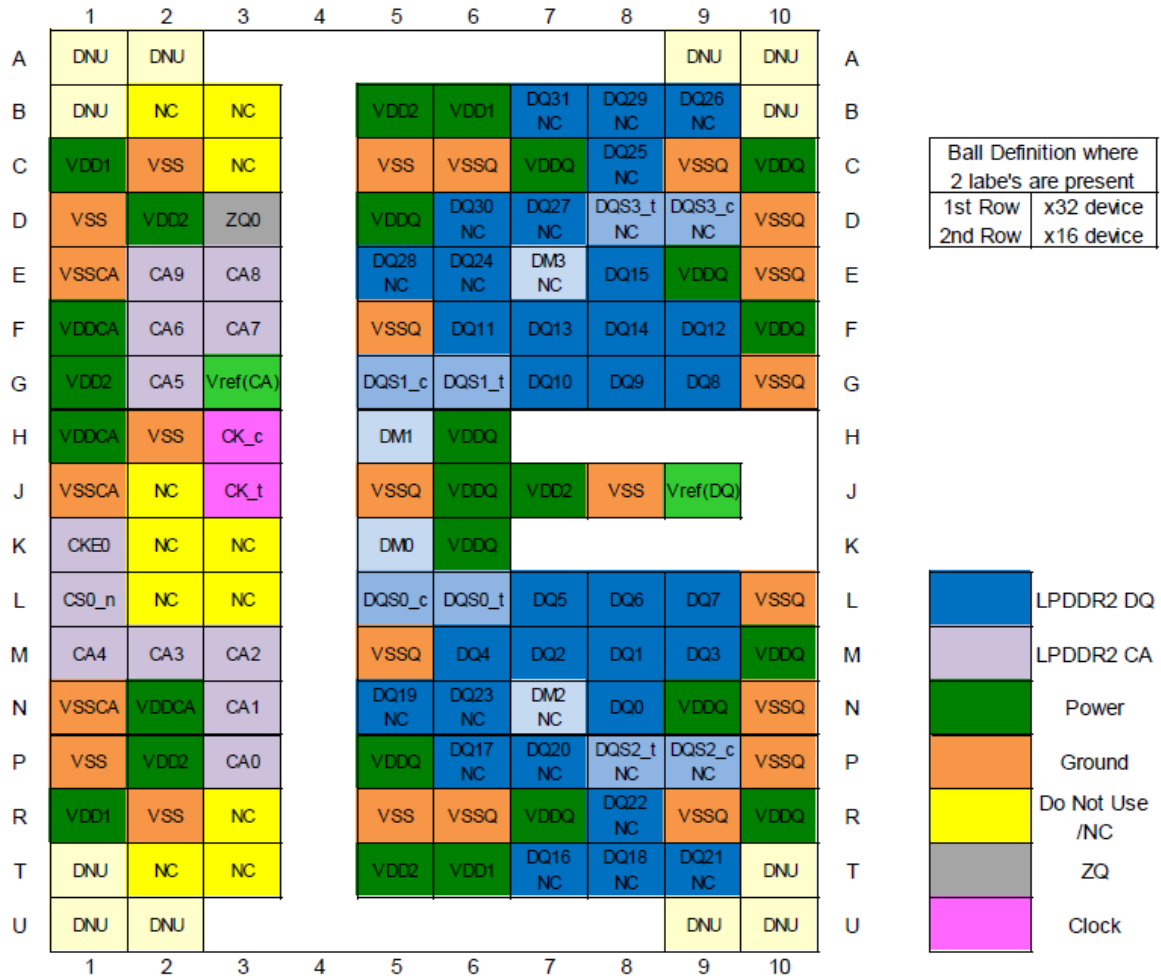 1 2 3 4 5 6 7 8 9 10
A DNU DNU DNU DNU A
B DNU NC NC VDD2 VDD1 DQ31 NC DQ29 NC DQ26 NC DNU B
C VDD1 VSS NC VSS VSSQ VDDQ DQ25 NC VSSQ VDDQ C
D VSS VDD2 ZQ0 VDDQ DQ30 NC DQ27 NC DQS3_t NC DQS3_c NC VSSQ D
E VSSCA CA9 CA8 DQ28 NC DQ24 NC DM3 NC DQ15 VDDQ VSSQ E
F VDDCA CA6 CA7 VSSQ DQ11 DQ13 DQ14 DQ12 VDDQ F
G VDD2 CA5 Vref(CA) DQS1_c DQS1_t DQ10 DQ9 DQ8 VSSQ G
H VDDCA VSS CK_c DM1 VDDQ H
J VSSCA NC CK_t VSSQ VDDQ VDD2 VSS Vref(DQ) J
K CKE0 NC NC DM0 VDDQ K
L CS0_n NC NC DQS0_c DQS0_t DQ5 DQ6 DQ7 VSSQ L
M CA4 CA3 CA2 VSSQ DQ4 DQ2 DQ1 DQ3 VDDQ M
N VSSCA VDDCA CA1 DQ19 NC DQ23 NC DM2 NC DQ0 VDDQ VSSQ N
P VSS VDD2 CA0 VDDQ DQ17 NC DQ20 NC DQS2_t NC DQS2_c NC VSSQ P
R VDD1 VSS NC VSS VSSQ VDDQ DQ22 NC VSSQ VDDQ R
T DNU NC NC VDD2 VDD1 DQ16 NC DQ18 NC DQ21 NC DNU T
U DNU DNU DNU DNU U
1 2 3 4 5 6 7 8 9 10
Ball Definition where
2 labe's are present
1st Row x32 device
2nd Row x16 device
LPDDR2 DQ
LPDDR2 CA
Power
Ground
Do Not Use
/NC
ZQ
Clock